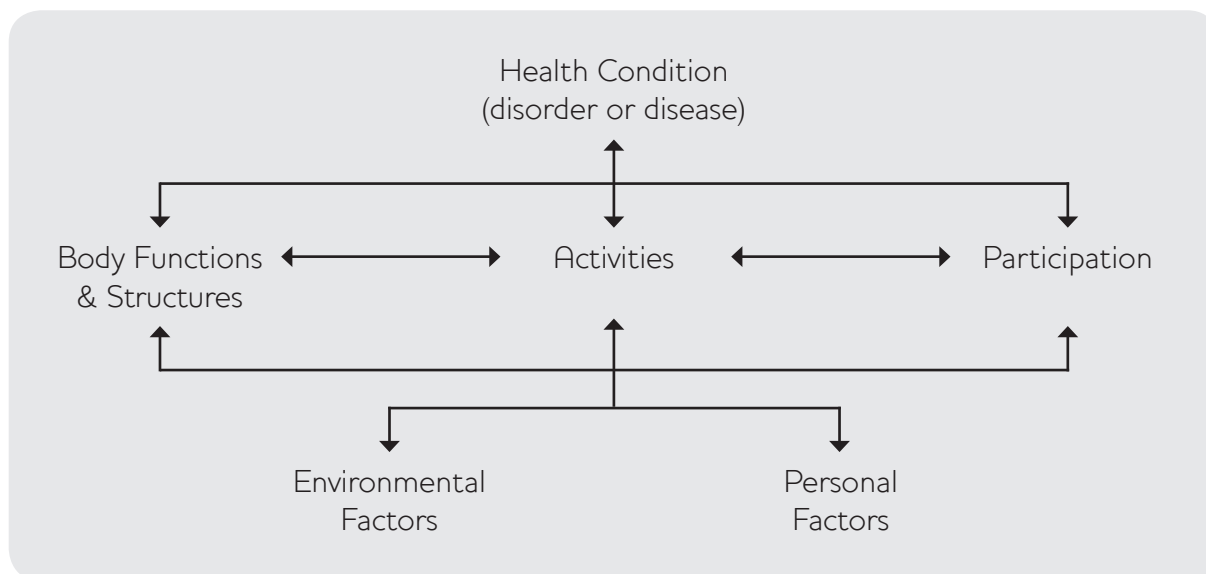 Health Condition
(disorder or disease)
Body Functions
& Structures
Activities
Participation
Environmental
Factors
Personal
Factors